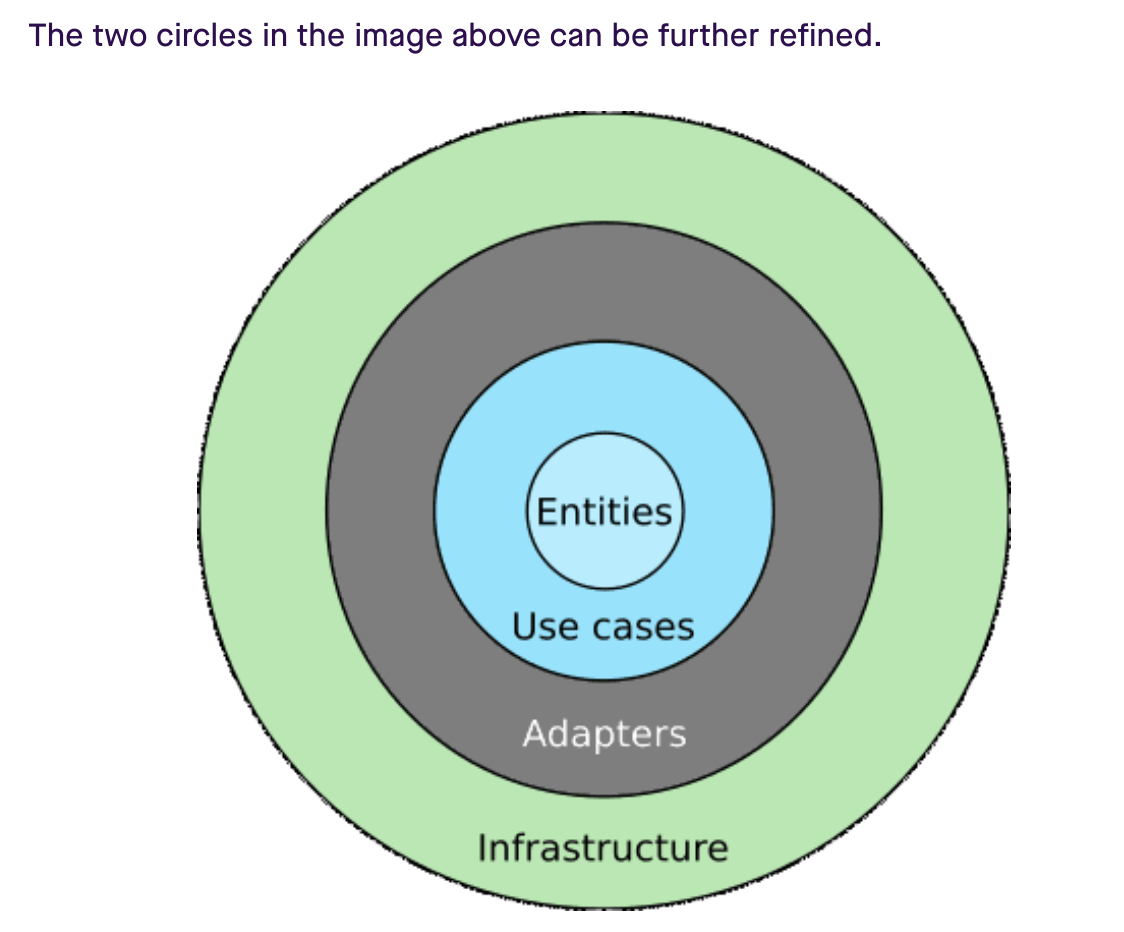 The two circles in the image above can be further refined.
Entities
Use cases
Adapters
Infrastructure